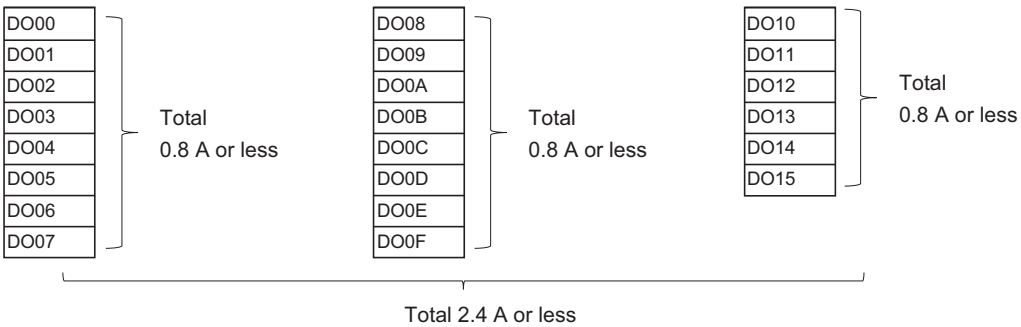 DO00
DO01
DO02
DO03
DO04
DO05
DO06
DO07
Total
0.8 A or less
DO08
DO09
DO0A
DO0B
DO0C
DO0D
DO0E
DO0F
Total
0.8 A or less
DO10
DO11
DO12
DO13
DO14
DO15
Total
0.8 A or less
Total 2.4 A or less